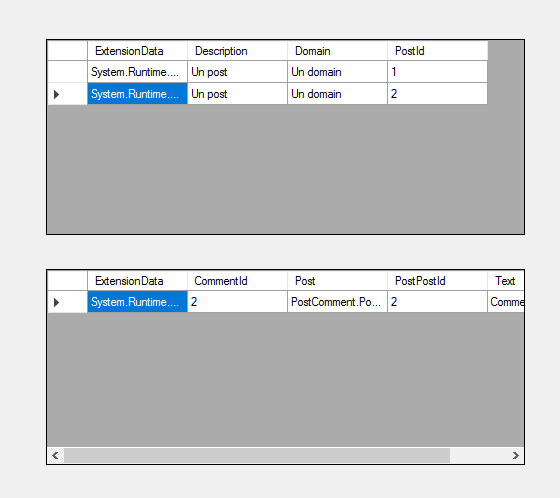 ExtensionData Description Domain PostId
System.Runtime.... Un post Un domain 1
System.Runtime.... Un post Un domain 2
ExtensionData CommentId Post PostPostId Text
System.Runtime.... 2 PostComment.Po... 2 Comme